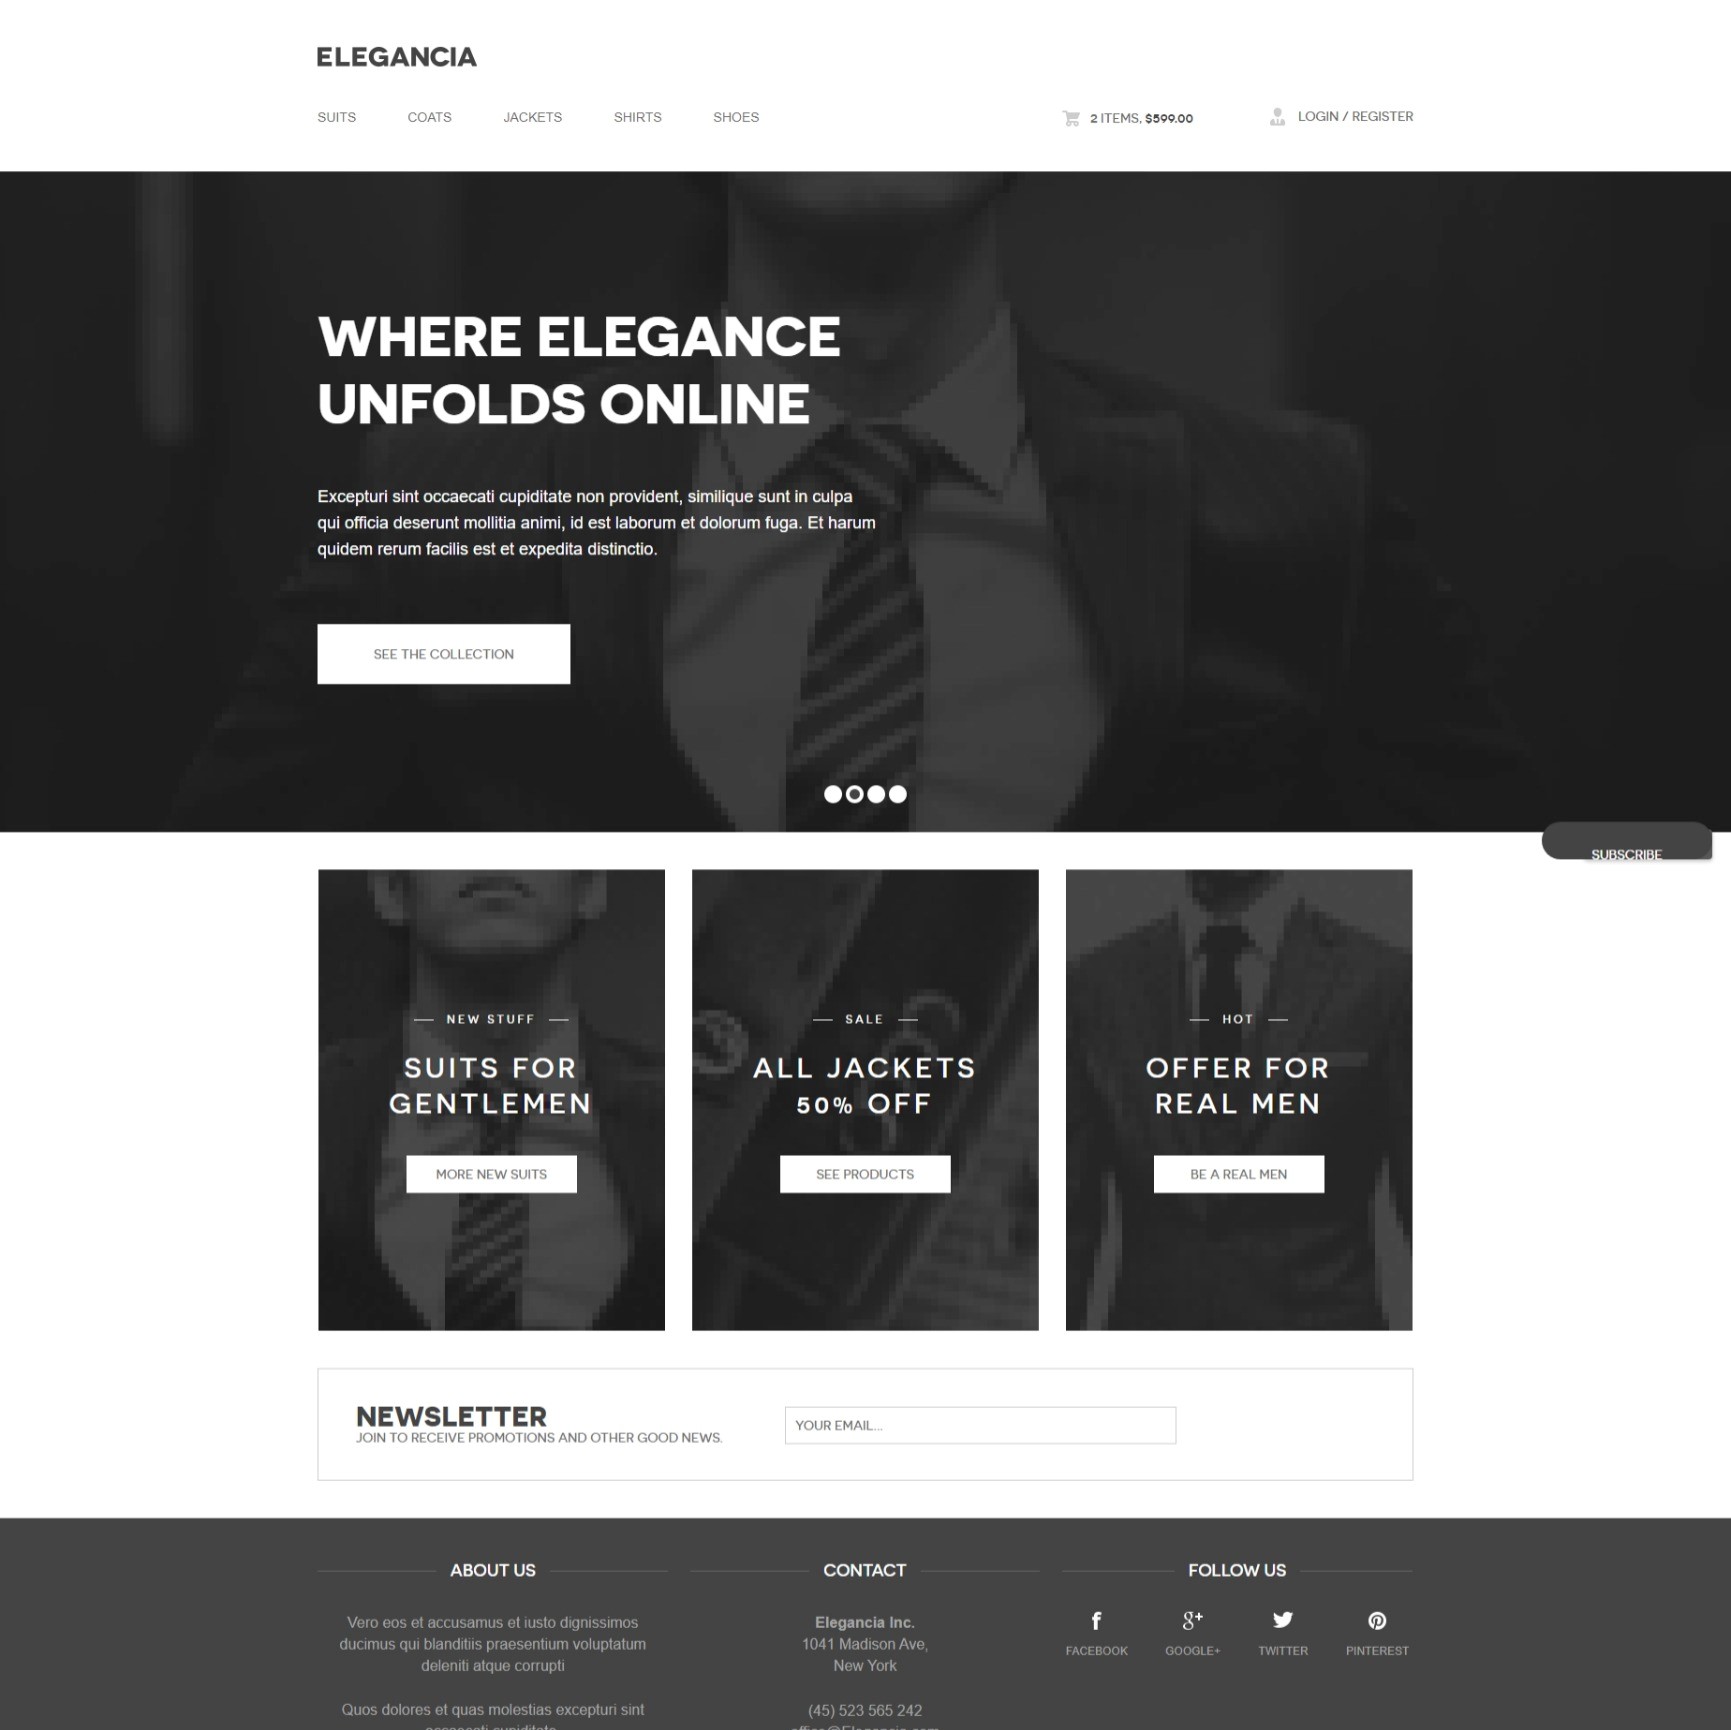 ELEGANCIA
SUITS COATS JACKETS SHIRTS SHOES 2 ITEMS, $599.00 LOGIN / REGISTER
WHERE ELEGANCE
UNFOLDS ONLINE
Excepturi sint occaecati cupiditate non provident, similique sunt in culpa
qui officia deserunt mollitia animi, id est laborum et dolorum fuga. Et harum
quidem rerum facilis est et expedita distinctio.
SEE THE COLLECTION
SUBSCRIBE
NEW STUFF
SUITS FOR
GENTLEMEN
MORE NEW SUITS
SALE
ALL JACKETS
50% OFF
SEE PRODUCTS
HOT
OFFER FOR
REAL MEN
BE A REAL MEN
NEWSLETTER
JOIN TO RECEIVE PROMOTIONS AND OTHER GOOD NEWS.
YOUR EMAIL...
ABOUT US
Vero eos et accusamus et iusto dignissimos
ducimus qui blanditiis praesentium voluptatum
deleniti atque corrupti
Quos dolores et quas molestias excepturi sint
CONTACT
Elegancia Inc.
1041 Madison Ave,
New York
(45) 523 565 242
FOLLOW US
FACEBOOK GOOGLE+ TWITTER PINTEREST